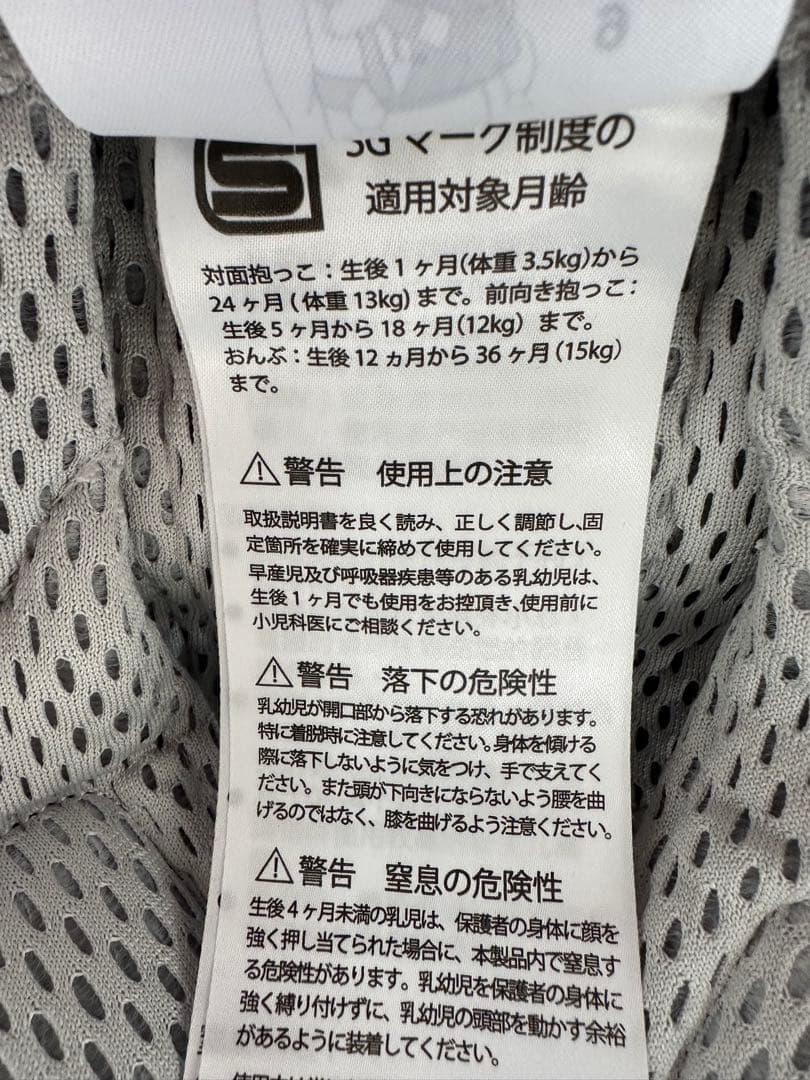 SG マーク制度の
適用対象月齢
対面抱っこ：生後 1 ヶ月(体重 3.5kg)から
24 ヶ月 ( 体重 13kg) まで。前向き抱っこ：
生後 5 ヶ月から 18 ヶ月(12kg) まで。
おんぶ：生後 12 ヵ月から 36 ヶ月 (15kg)
まで。
⚠警告 使用上の注意
取扱説明書を良く読み、正しく調節し、固
定箇所を確実に締めて使用してください。
早産児及び呼吸器疾患等のある乳幼児は、
生後 1 ヶ月でも使用をお控頂き、使用前に
小児科医にご相談ください。
⚠警告 落下の危険性
乳幼児が開口部から落下する恐れがあります。
特に着脱時に注意してください。身体を傾ける
際に落下しないように気をつけ、手で支えてく
ださい。また頭が下向きにならないよう腰を曲
げるのではなく、膝を曲げるよう注意ください。
⚠警告 窒息の危険性
生後 4 ヶ月未満の乳児は、保護者の身体に顔を
強く押し当てられた場合に、本製品内で窒息す
る危険性があります。乳幼児を保護者の身体に
強く縛り付けずに、乳幼児の頭部を動かす余裕
があるように装着してください。